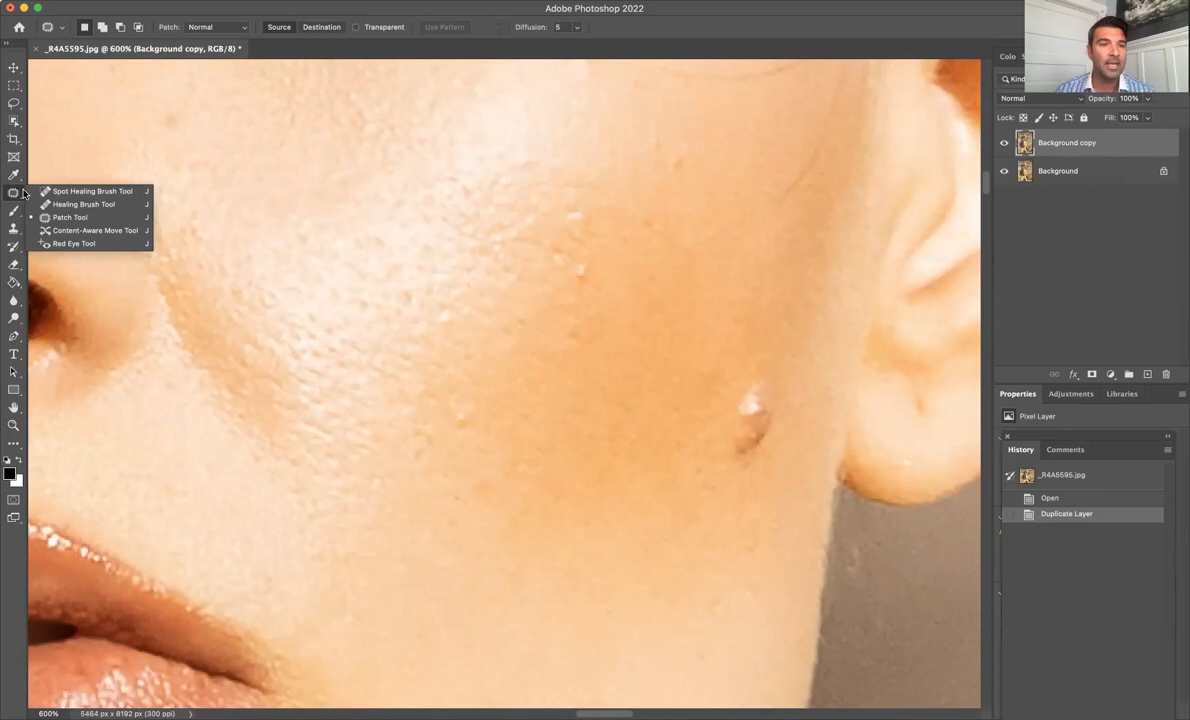 Adobe Photoshop 2022
Patch: Normal Source Destination Transparent Use Pattern Diffusion: 5
_R4A5595.jpg @ 600% (Background copy, RGB/8) *
Spot Healing Brush Tool J
Healing Brush Tool J
Patch Tool J
Content-Aware Move Tool J
Red Eye Tool J
Colo
Kind
Normal Opacity: 100%
Lock: Fill: 100%
Background copy
Background
fx
Properties Adjustments Libraries
Pixel Layer
History Comments
_R4A5595.jpg
Open
Duplicate Layer
600% 5464 px x 8192 px (300 ppi)